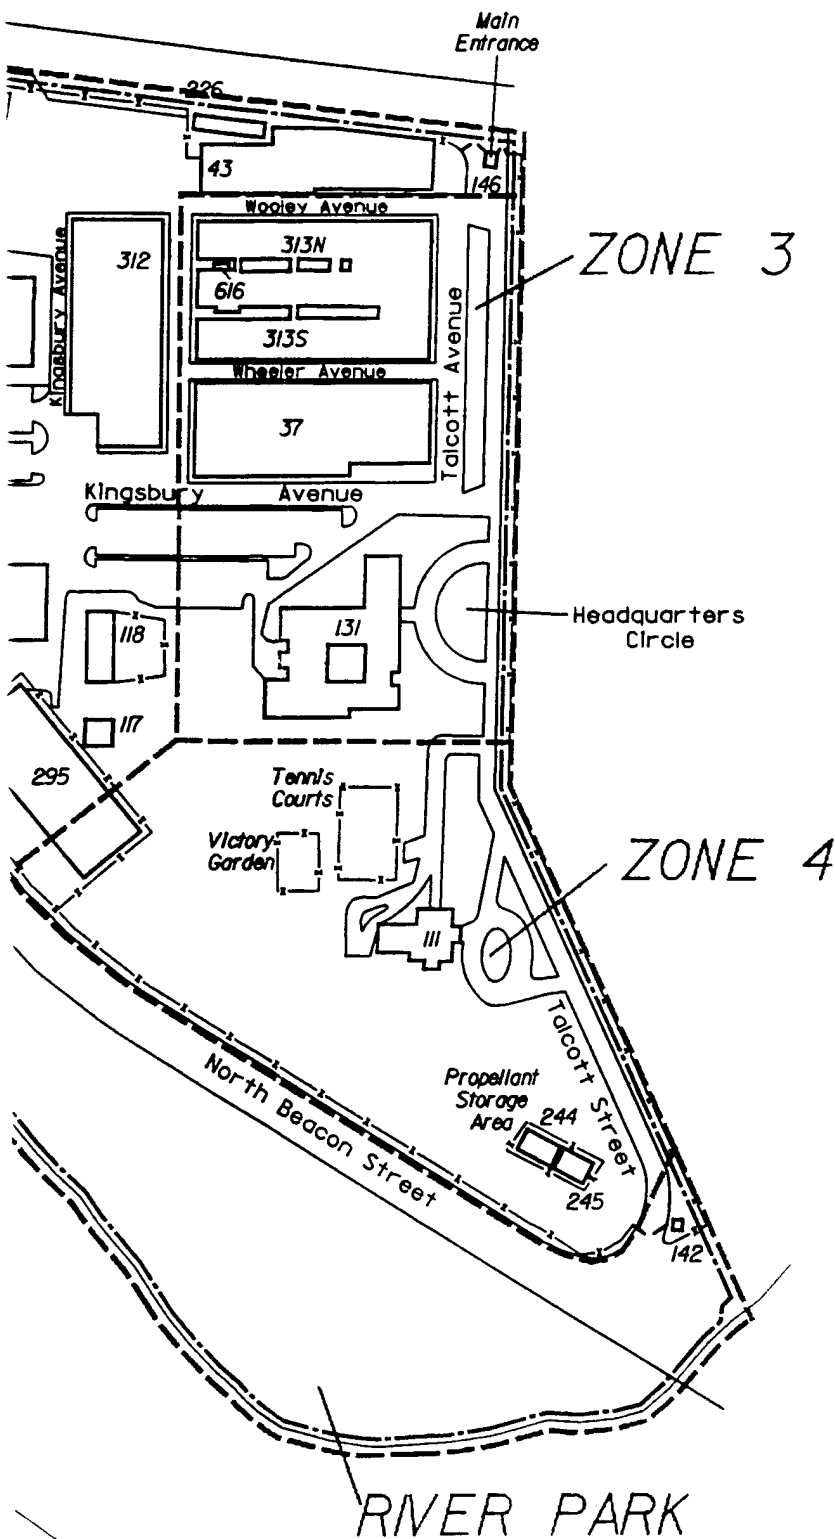 Main
Entrance
226
43
146
Wooley Avenue
312
313N
ZONE 3
Kingsbury Avenue
616
Talcott Avenue
313S
Wheeler Avenue
37
Kingsbury Avenue
118
131
Headquarters
Circle
117
295
Tennis
Courts
Victory
Garden
ZONE 4
111
Talcott Street
North Beacon Street
Propellant
Storage
Area
244
245
142
RIVER PARK